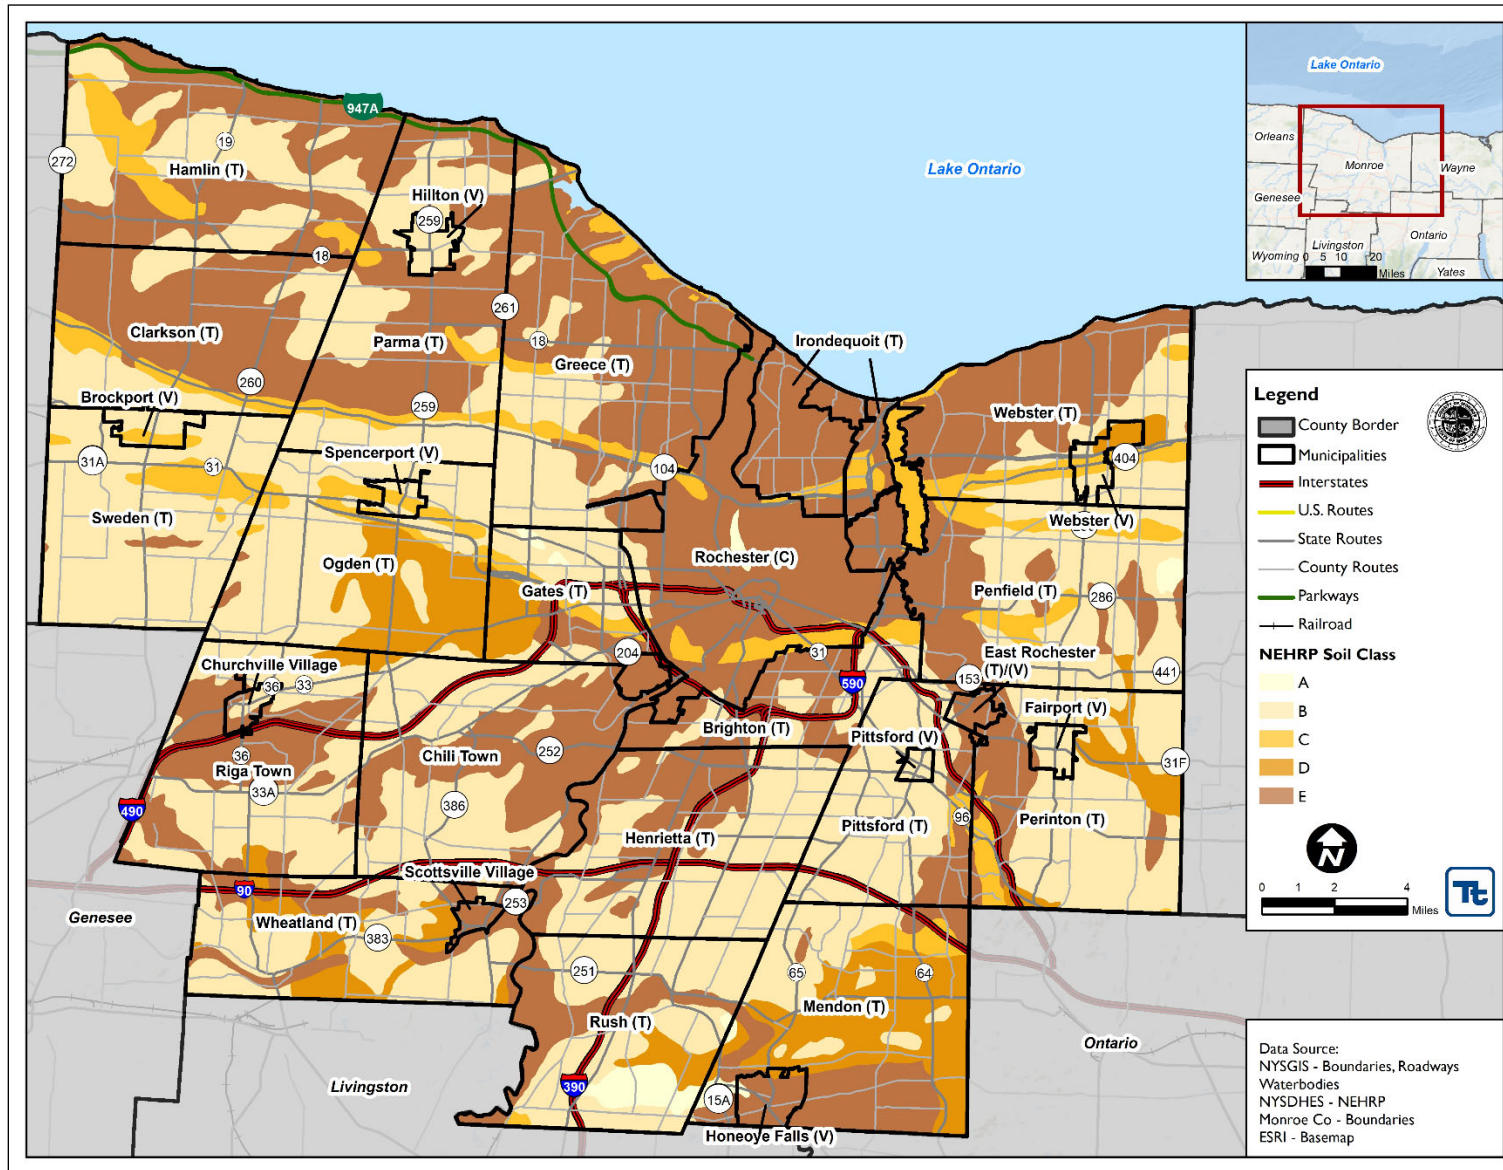 947A
Lake Ontario
272
19
Hamlin (T)
Hillton (V)
259
18
Lake Ontario
Orleans
Monroe
Wayne
Genesee
Ontario
Livingston
Wyoming
0 5 10 20
Miles
Yates
261
Clarkson (T)
Parma (T)
18
Greece (T)
Irondequoit (T)
260
259
Brockport (V)
Webster (T)
31A
31
Spencerport (V)
104
404
Sweden (T)
Webster (V)
Ogden (T)
Rochester (C)
Gates (T)
Penfield (T)
286
204
31
East Rochester
(T)/(V)
Churchville Village
36
33
590
153
441
Fairport (V)
Brighton (T)
Pittsford (V)
36
Riga Town
33A
Chili Town
252
31F
490
386
Henrietta (T)
Pittsford (T)
96
Perinton (T)
Scottsville Village
90
253
Genesee
Wheatland (T)
383
251
65
64
Mendon (T)
Rush (T)
Ontario
Livingston
390
15A
Honeoye Falls (V)
Legend
County Border
Municipalities
Interstates
U.S. Routes
State Routes
County Routes
Parkways
Railroad
NEHRP Soil Class
A
B
C
D
E
N
0 1 2 4
Miles
Tt
Data Source:
NYSGIS - Boundaries, Roadways
Waterbodies
NYSDHES - NEHRP
Monroe Co - Boundaries
ESRI - Basemap